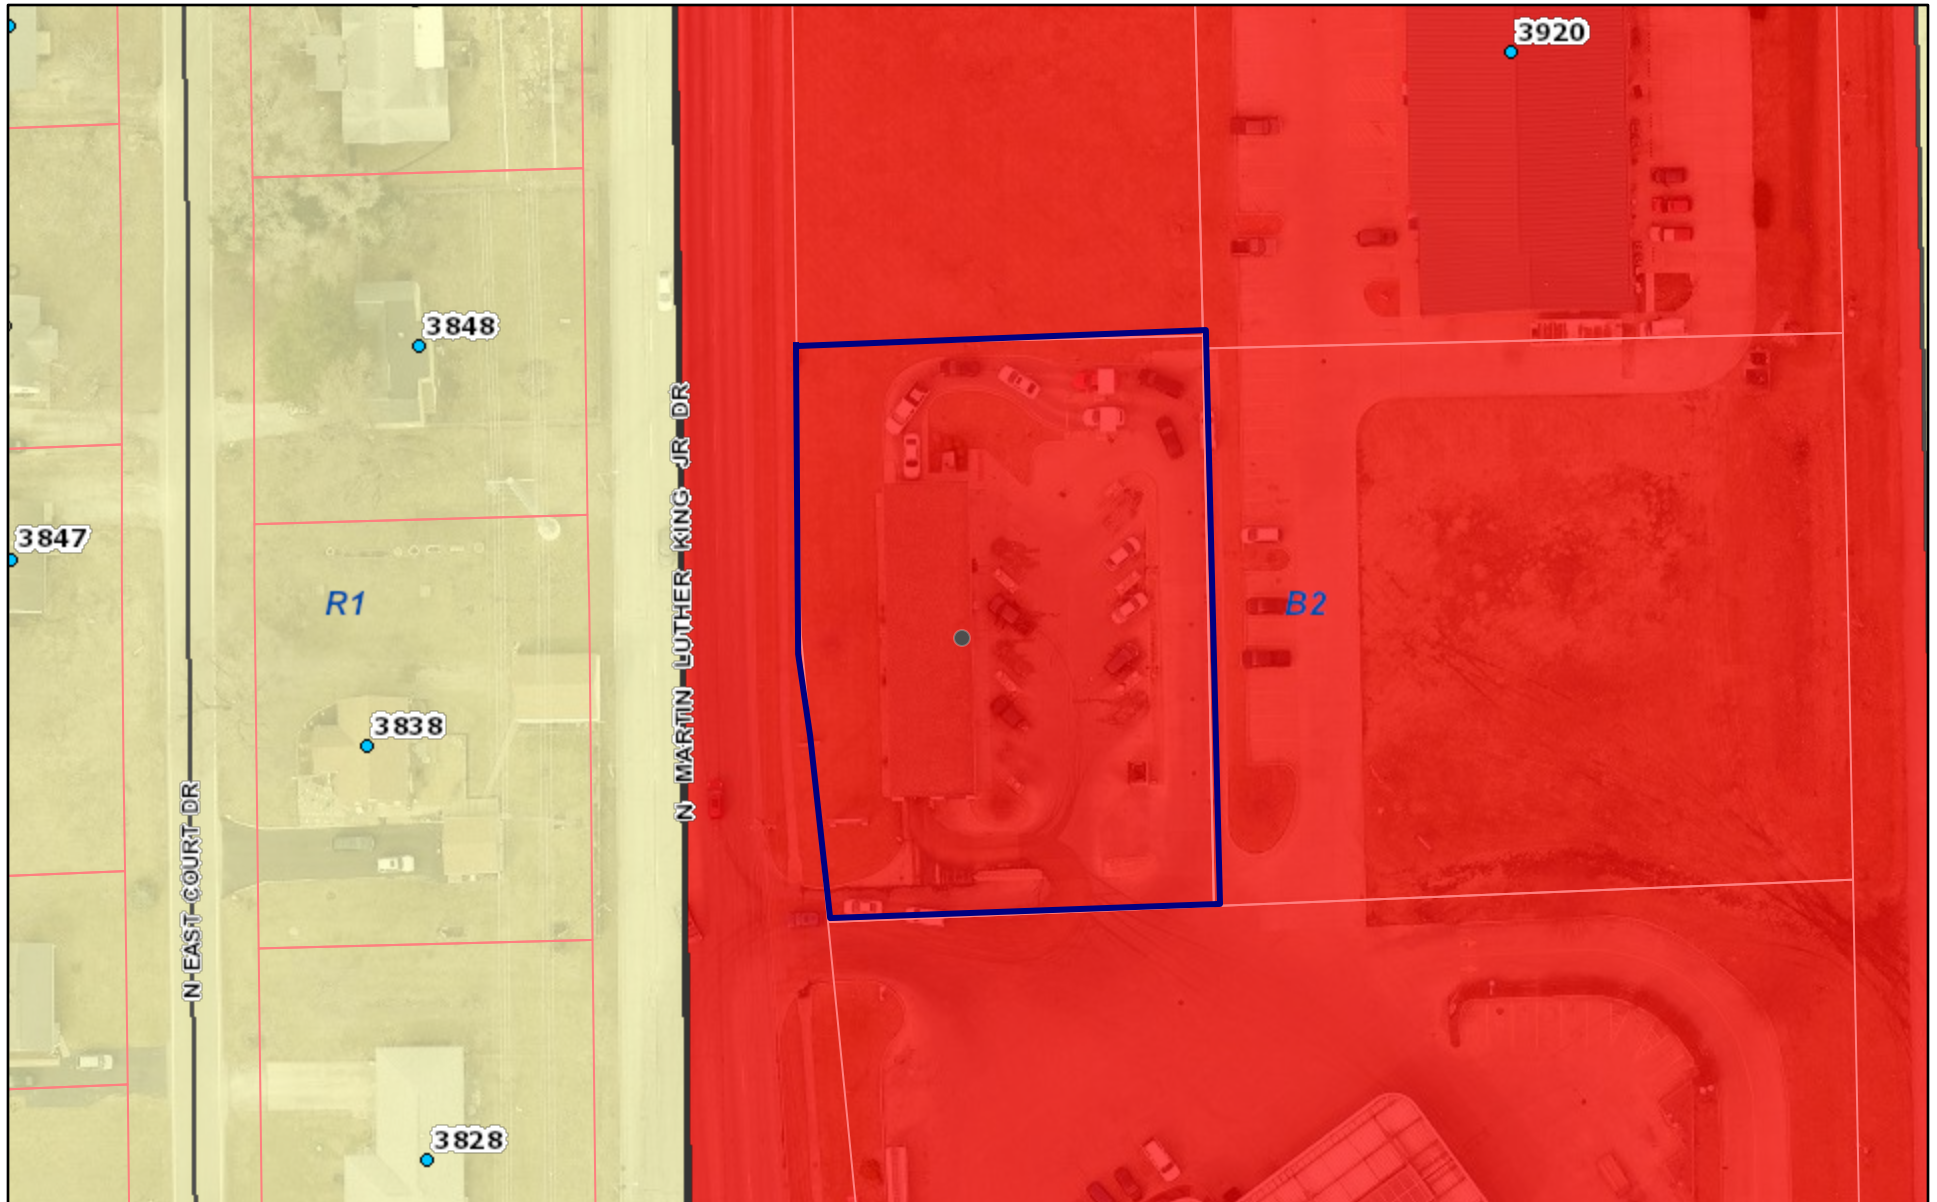 3920
3848
N MARTIN LUTHER KING JR DR
3847
R1
B2
3838
N EAST COURT DR
3828